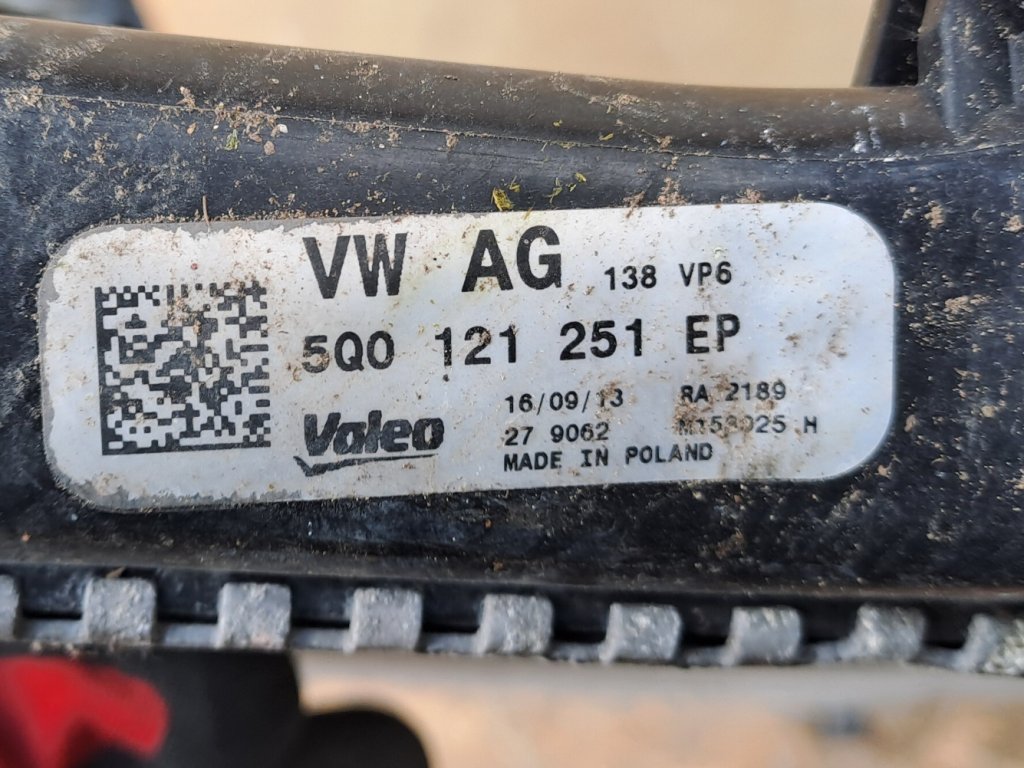 VW AG 138 VP6
5Q0 121 251 EP
Valeo
16/09/13 RA 2189
27 9062 H
MADE IN POLAND